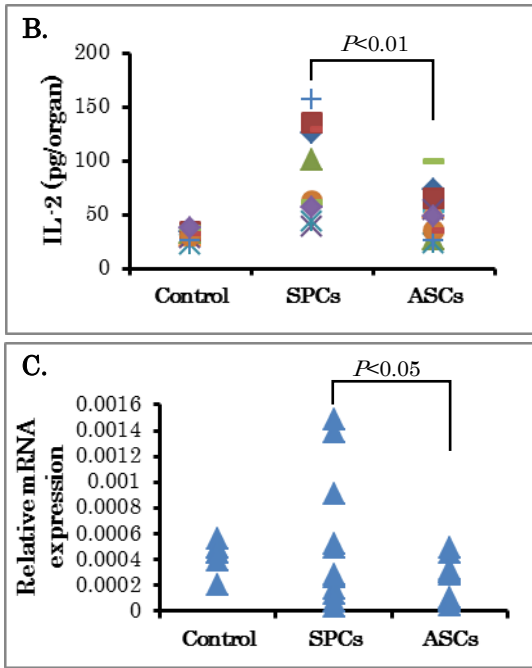 B.
P<0.01
200
150
100
50
0
IL-2 (pg/organ)
Control SPCs ASCs
C.
P<0.05
0.0016
0.0014
0.0012
0.001
0.0008
0.0006
0.0004
0.0002
0
Relative mRNA
expression
Control SPCs ASCs